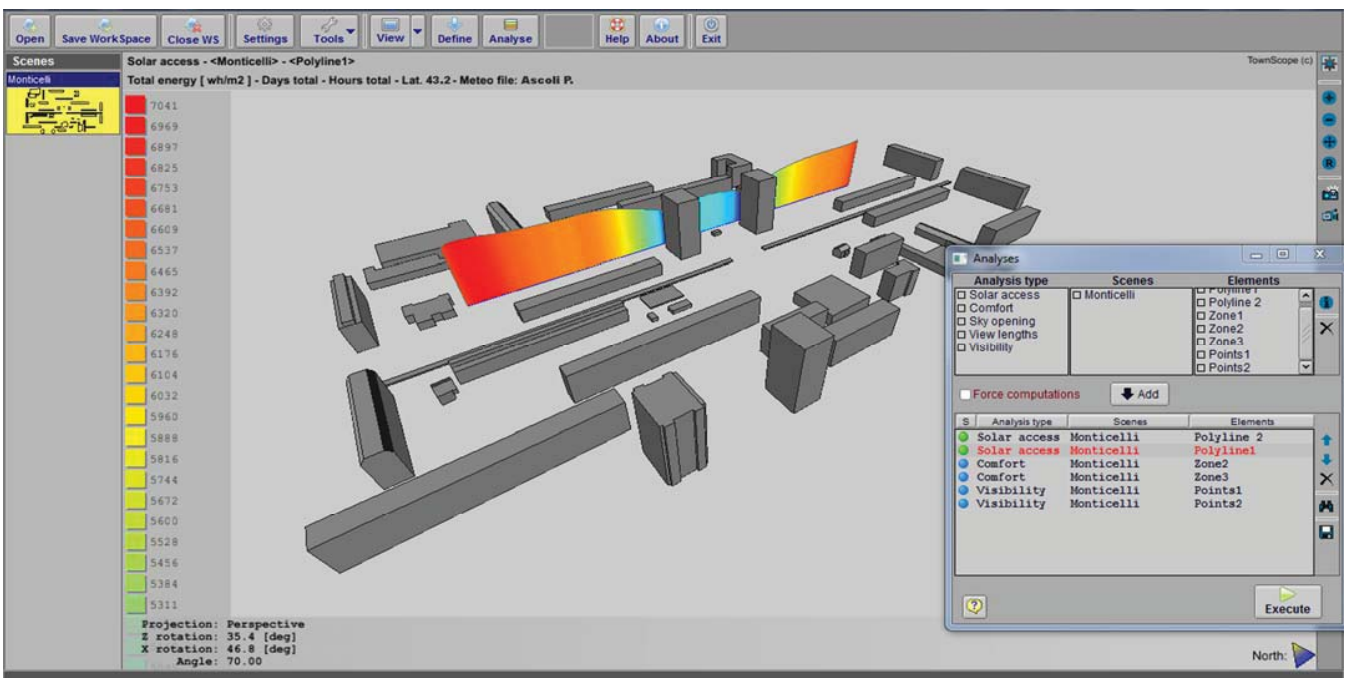 Open Save WorkSpace Close WS Settings Tools View Define Analyse Help About Exit
Scenes
Monticelli
Solar access - <Monticelli> - <Polyline1>
TownScope (c)
Total energy [ wh/m2 ] - Days total - Hours total - Lat. 43.2 - Meteo file: Ascoli P.
7041
6969
6897
6825
6753
6681
6609
6537
6465
6392
6320
6248
6176
6104
6032
5960
5888
5816
5744
5672
5600
5528
5456
5384
5311
Projection: Perspective
Z rotation: 35.4 [deg]
X rotation: 46.8 [deg]
Angle: 70.00
R
Analyses
Analysis type Scenes Elements
Solar access Monticelli Polyline1
Comfort Polyline 2
Sky opening Zone1
View lengths Zone2
Visibility Zone3
Points1
Points2
Force computations Add
S Analysis type Scenes Elements
Solar access Monticelli Polyline 2
Solar access Monticelli Polyline1
Comfort Monticelli Zone2
Comfort Monticelli Zone3
Visibility Monticelli Points1
Visibility Monticelli Points2
Execute
North: